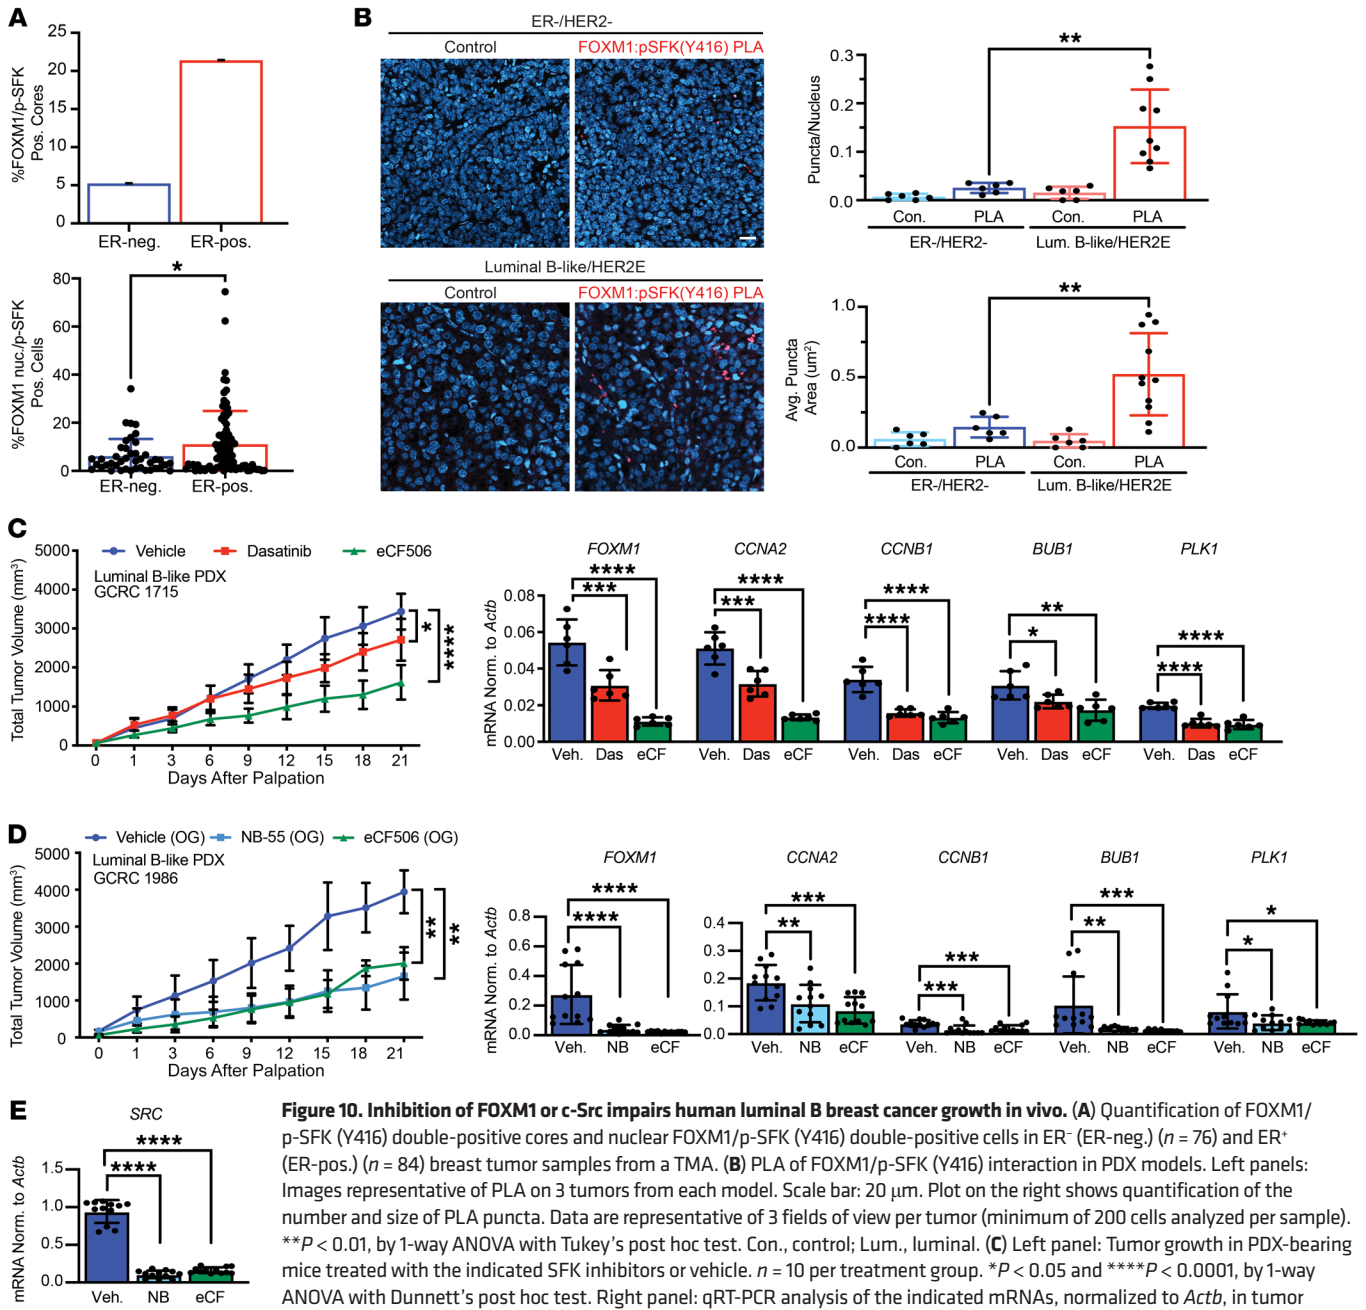 A
25
20
15
10
5
0
%FOXM1/p-SFK
Pos. Cores
ER-neg.
ER-pos.
*
80
60
40
20
0
%FOXM1 nuc./p-SFK
Pos. Cells
ER-neg.
ER-pos.
B
ER-/HER2-
Control
FOXM1:pSFK(Y416) PLA
Luminal B-like/HER2E
Control
FOXM1:pSFK(Y416) PLA
**
0.3
0.2
0.1
0.0
Puncta/Nucleus
Con.
PLA
Con.
PLA
ER-/HER2-
Lum. B-like/HER2E
**
1.0
0.5
0.0
Avg. Puncta
Area (um²)
Con.
PLA
Con.
PLA
ER-/HER2-
Lum. B-like/HER2E
C
Vehicle
Dasatinib
eCF506
Luminal B-like PDX
GCRC 1715
5000
4000
3000
2000
1000
0
Total Tumor Volume (mm³)
*
****
0 1 3 6 9 12 15 18 21
Days After Palpation
FOXM1
CCNA2
CCNB1
BUB1
PLK1
****
***
****
***
****
****
**
*
****
****
0.08
0.06
0.04
0.02
0.00
mRNA Norm. to Actb
Veh. Das eCF
Veh. Das eCF
Veh. Das eCF
Veh. Das eCF
Veh. Das eCF
D
Vehicle (OG)
NB-55 (OG)
eCF506 (OG)
Luminal B-like PDX
GCRC 1986
5000
4000
3000
2000
1000
0
Total Tumor Volume (mm³)
**
**
0 1 3 6 9 12 15 18 21
Days After Palpation
FOXM1
CCNA2
CCNB1
BUB1
PLK1
****
****
***
**
***
***
***
**
*
*
0.8
0.6
0.4
0.2
0.0
mRNA Norm. to Actb
0.4
0.3
0.2
0.1
0.0
Veh. NB eCF
Veh. NB eCF
Veh. NB eCF
Veh. NB eCF
Veh. NB eCF
E
SRC
****
****
1.5
1.0
0.5
0.0
mRNA Norm. to Actb
Veh. NB eCF
Figure 10. Inhibition of FOXM1 or c-Src impairs human luminal B breast cancer growth in vivo. (A) Quantification of FOXM1/
p-SFK (Y416) double-positive cores and nuclear FOXM1/p-SFK (Y416) double-positive cells in ER⁻ (ER-neg.) (n = 76) and ER⁺
(ER-pos.) (n = 84) breast tumor samples from a TMA. (B) PLA of FOXM1/p-SFK (Y416) interaction in PDX models. Left panels:
Images representative of PLA on 3 tumors from each model. Scale bar: 20 μm. Plot on the right shows quantification of the
number and size of PLA puncta. Data are representative of 3 fields of view per tumor (minimum of 200 cells analyzed per sample).
**P < 0.01, by 1-way ANOVA with Tukey's post hoc test. Con., control; Lum., luminal. (C) Left panel: Tumor growth in PDX-bearing
mice treated with the indicated SFK inhibitors or vehicle. n = 10 per treatment group. *P < 0.05 and ****P < 0.0001, by 1-way
ANOVA with Dunnett's post hoc test. Right panel: qRT-PCR analysis of the indicated mRNAs, normalized to Actb, in tumor